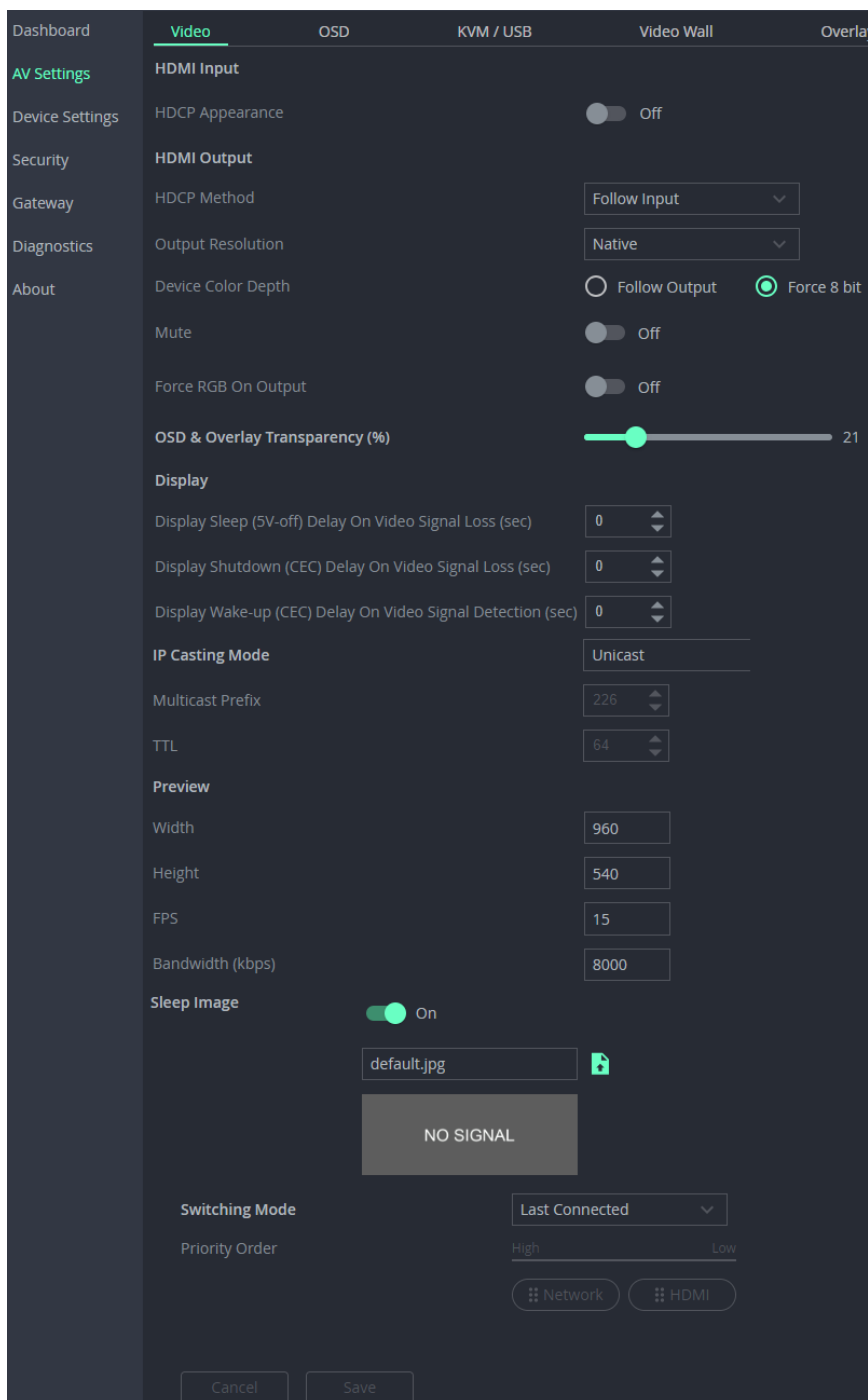 Dashboard
AV Settings
Device Settings
Security
Gateway
Diagnostics
About
Video OSD KVM / USB Video Wall Overlay
HDMI Input
HDCP Appearance Off
HDMI Output
HDCP Method Follow Input
Output Resolution Native
Device Color Depth Follow Output Force 8 bit
Mute Off
Force RGB On Output Off
OSD & Overlay Transparency (%) 21
Display
Display Sleep (5V-off) Delay On Video Signal Loss (sec) 0
Display Shutdown (CEC) Delay On Video Signal Loss (sec) 0
Display Wake-up (CEC) Delay On Video Signal Detection (sec) 0
IP Casting Mode Unicast
Multicast Prefix 226
TTL 64
Preview
Width 960
Height 540
FPS 15
Bandwidth (kbps) 8000
Sleep Image On
default.jpg
NO SIGNAL
Switching Mode Last Connected
Priority Order High Low
Network HDMI
Cancel Save